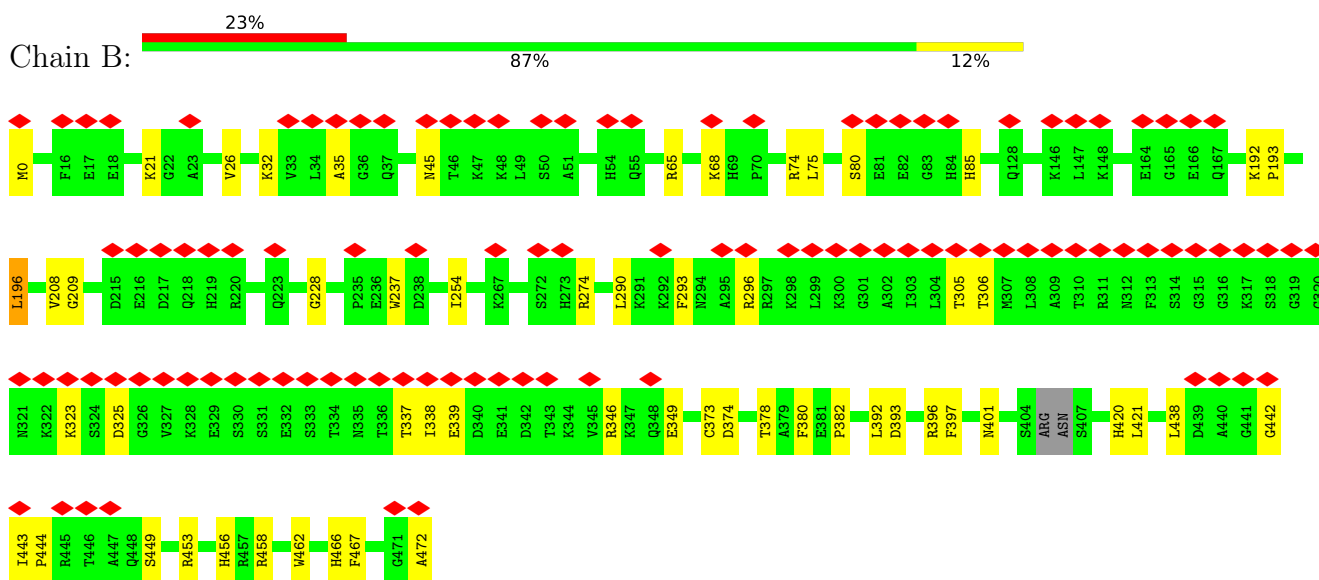 23%
Chain B:
87% 12%
M0 F16 E17 E18 K21 G22 A23 V26 K32 V33 L34 A35 G36 Q37 N45 T46 K47 K48 L49 S50 A51 H54 Q55 R65 K68 H69 P70 R74 L75 S80 E81 E82 G83 H84 H85 Q128 K146 L147 K148 E164 G165 E166 Q167 K192 P193
L196 V208 G209 D215 E216 D217 Q218 H219 R220 Q223 G228 P235 E236 W237 D238 I254 K267 S272 H273 R274 L290 K291 K292 F293 N294 A295 R296 R297 K298 L299 K300 G301 A302 I303 L304 T305 T306 M307 L308 A309 T310 R311 N312 F313 S314 G315 G316 K317 S318 G319
N321 K322 K323 S324 D325 G326 V327 K328 E329 S330 S331 E332 S333 T334 N335 T336 T337 I338 E339 D340 E341 D342 T343 K344 V345 R346 K347 Q348 E349 C373 D374 T378 A379 F380 E381 P382 L392 D393 R396 F397 N401 S404 ARG ASN S407 H420 L421 L438 D439 A440 G441 G442
I443 P444 R445 T446 A447 Q448 S449 R453 H456 R457 R458 W462 H466 F467 G471 A472